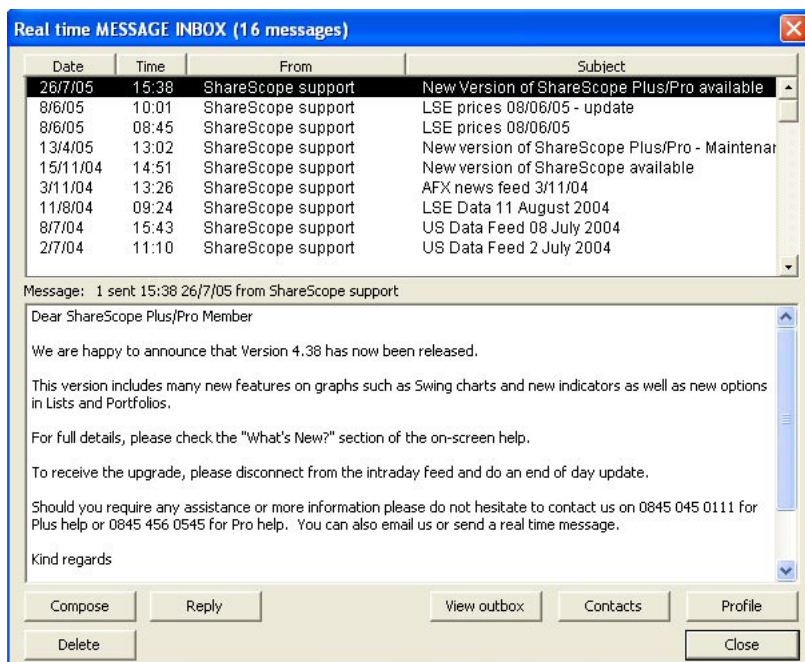 Real time MESSAGE INBOX (16 messages)
Date Time From Subject
26/7/05 15:38 ShareScope support New Version of ShareScope Plus/Pro available
8/6/05 10:01 ShareScope support LSE prices 08/06/05 - update
8/6/05 08:45 ShareScope support LSE prices 08/06/05
13/4/05 13:02 ShareScope support New version of ShareScope Plus/Pro - Maintenar
15/11/04 14:51 ShareScope support New version of ShareScope available
3/11/04 13:26 ShareScope support AFX news feed 3/11/04
11/8/04 09:24 ShareScope support LSE Data 11 August 2004
8/7/04 15:43 ShareScope support US Data Feed 08 July 2004
2/7/04 11:10 ShareScope support US Data Feed 2 July 2004
Message: 1 sent 15:38 26/7/05 from ShareScope support
Dear ShareScope Plus/Pro Member
We are happy to announce that Version 4.38 has now been released.
This version includes many new features on graphs such as Swing charts and new indicators as well as new options
in Lists and Portfolios.
For full details, please check the "What's New?" section of the on-screen help.
To receive the upgrade, please disconnect from the intraday feed and do an end of day update.
Should you require any assistance or more information please do not hesitate to contact us on 0845 045 0111 for
Plus help or 0845 456 0545 for Pro help. You can also email us or send a real time message.
Kind regards
Compose Reply View outbox Contacts Profile
Delete Close